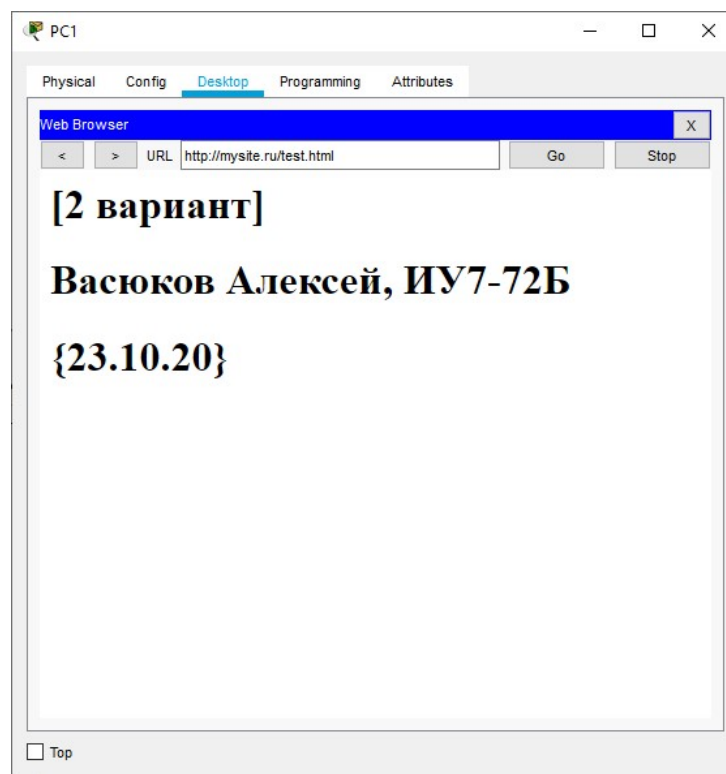 PC1
Physical Config Desktop Programming Attributes
Web Browser X
< > URL http://mysite.ru/test.html Go Stop
[2 вариант]
Васюков Алексей, ИУ7-72Б
{23.10.20}
Top